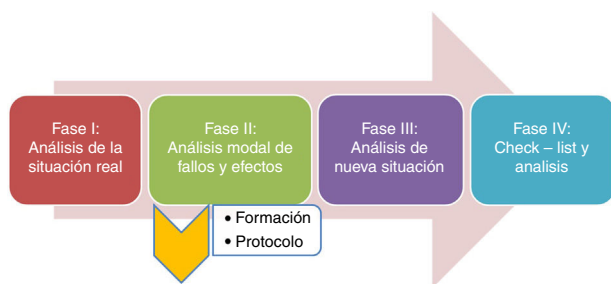 Fase I:
Análisis de la
situación real
Fase II:
Análisis modal de
fallos y efectos
Fase III:
Análisis de
nueva situación
Fase IV:
Check – list y
analisis
• Formación
• Protocolo